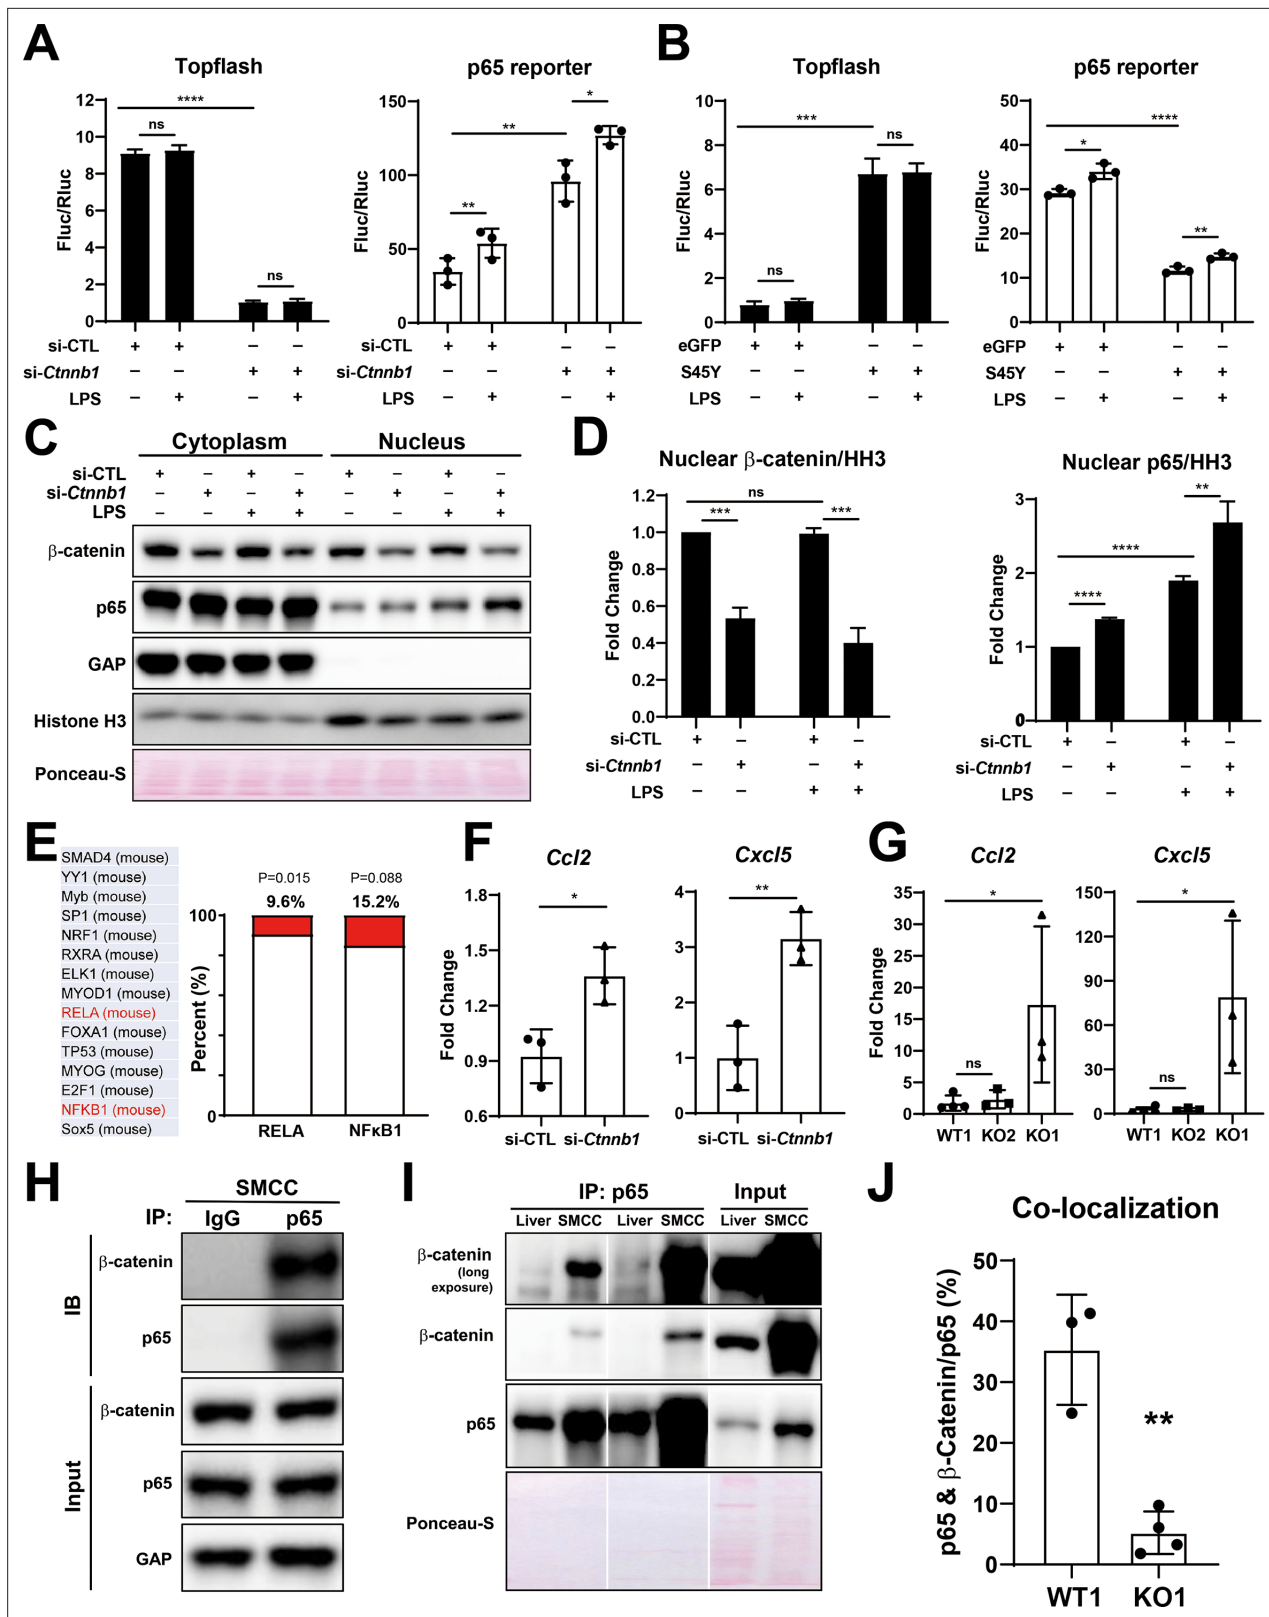 A
Topflash
Fluc/Rluc
12
10
8
6
4
2
0
****
ns
ns
si-CTL + + – –
si-Ctnnb1 – – + +
LPS – + – +
p65 reporter
Fluc/Rluc
150
100
50
0
**
**
*
si-CTL + + – –
si-Ctnnb1 – – + +
LPS – + – +
B
Topflash
Fluc/Rluc
10
8
6
4
2
0
***
ns
ns
eGFP + + – –
S45Y – – + +
LPS – + – +
p65 reporter
Fluc/Rluc
50
40
30
20
10
0
****
*
**
eGFP + + – –
S45Y – – + +
LPS – + – +
C
Cytoplasm Nucleus
si-CTL + – + – + – + –
si-Ctnnb1 – + – + – + – +
LPS – – + + – – + +
β-catenin
p65
GAP
Histone H3
Ponceau-S
D
Nuclear β-catenin/HH3
Fold Change
1.2
1.0
0.8
0.6
0.4
0.2
0.0
ns
***
***
si-CTL + – + –
si-Ctnnb1 – + – +
LPS – – + +
Nuclear p65/HH3
Fold Change
3
2
1
0
**
****
****
si-CTL + – + –
si-Ctnnb1 – + – +
LPS – – + +
E
SMAD4 (mouse)
YY1 (mouse)
Myb (mouse)
SP1 (mouse)
NRF1 (mouse)
RXRA (mouse)
ELK1 (mouse)
MYOD1 (mouse)
RELA (mouse)
FOXA1 (mouse)
TP53 (mouse)
MYOG (mouse)
E2F1 (mouse)
NFKB1 (mouse)
Sox5 (mouse)
P=0.015 P=0.088
9.6% 15.2%
Percent (%)
100
0
RELA NFκB1
F
Ccl2
Fold Change
1.8
1.5
1.2
0.9
0.6
*
si-CTL si-Ctnnb1
Cxcl5
4
3
2
1
0
**
si-CTL si-Ctnnb1
G
Ccl2
Fold Change
35
30
25
20
15
10
5
0
*
ns
WT1 KO2 KO1
Cxcl5
150
120
90
60
30
0
*
ns
WT1 KO2 KO1
H
SMCC
IP: IgG p65
IB
β-catenin
p65
Input
β-catenin
p65
GAP
I
IP: p65 Input
Liver SMCC Liver SMCC Liver SMCC
β-catenin
(long
exposure)
β-catenin
p65
Ponceau-S
J
Co-localization
p65 & β-Catenin/p65 (%)
50
40
30
20
10
0
**
WT1 KO1